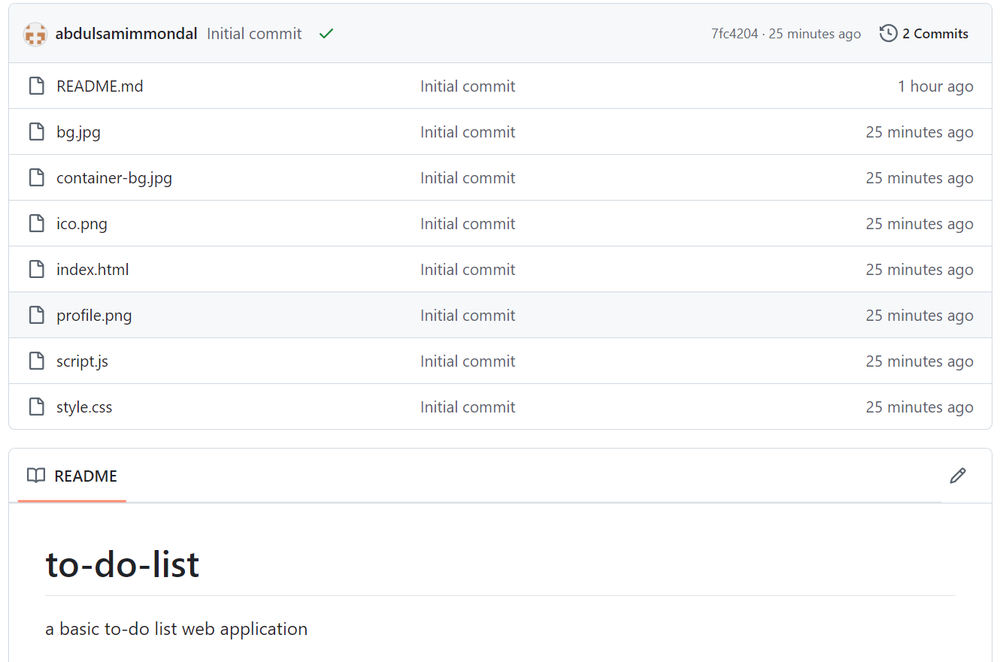 abdulsamimmondal Initial commit 7fc4204 · 25 minutes ago 2 Commits
README.md Initial commit 1 hour ago
bg.jpg Initial commit 25 minutes ago
container-bg.jpg Initial commit 25 minutes ago
ico.png Initial commit 25 minutes ago
index.html Initial commit 25 minutes ago
profile.png Initial commit 25 minutes ago
script.js Initial commit 25 minutes ago
style.css Initial commit 25 minutes ago
README
to-do-list
a basic to-do list web application